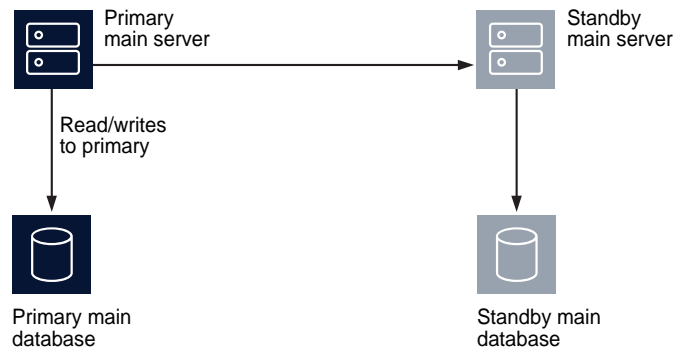 Primary
main server
Standby
main server
Read/writes
to primary
Primary main
database
Standby main
database